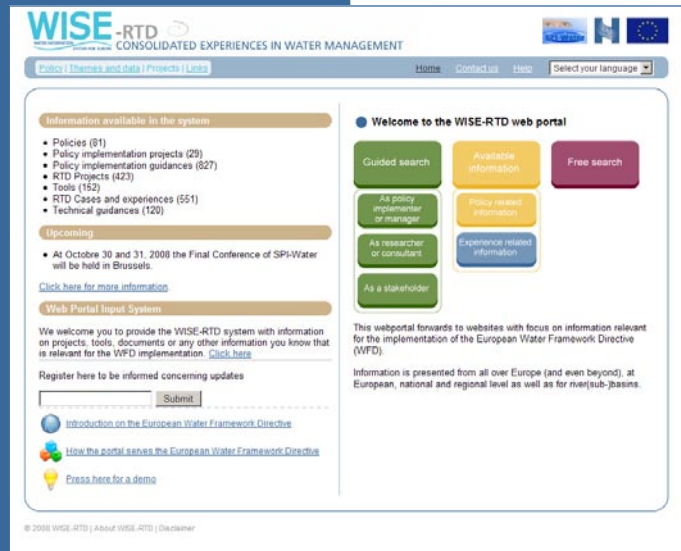 WISE -RTD
WATER INFORMATION SYSTEM FOR EUROPE
CONSOLIDATED EXPERIENCES IN WATER MANAGEMENT
Policy | Themes and data | Projects | Links
Home Contact us Help Select your language
Information available in the system
Policies (81)
Policy implementation projects (29)
Policy implementation guidances (827)
RTD Projects (423)
Tools (152)
RTD Cases and experiences (551)
Technical guidances (120)
Upcoming
At Octobre 30 and 31, 2008 the Final Conference of SPI-Water
will be held in Brussels.
Click here for more information.
Web Portal Input System
We welcome you to provide the WISE-RTD system with information
on projects, tools, documents or any other information you know that
is relevant for the WFD implementation. Click here
Register here to be informed concerning updates
Submit
Introduction on the European Water Framework Directive
How the portal serves the European Water Framework Directive
Press here for a demo
Welcome to the WISE-RTD web portal
Guided search
As policy
implementer
or manager
As researcher
or consultant
As a stakeholder
Available
information
Policy related
information
Experience related
information
Free search
This webportal forwards to websites with focus on information relevant
for the implementation of the European Water Framework Directive
(WFD).
Information is presented from all over Europe (and even beyond), at
European, national and regional level as well as for river(sub-)basins.
© 2008 WISE-RTD | About WISE-RTD | Disclaimer